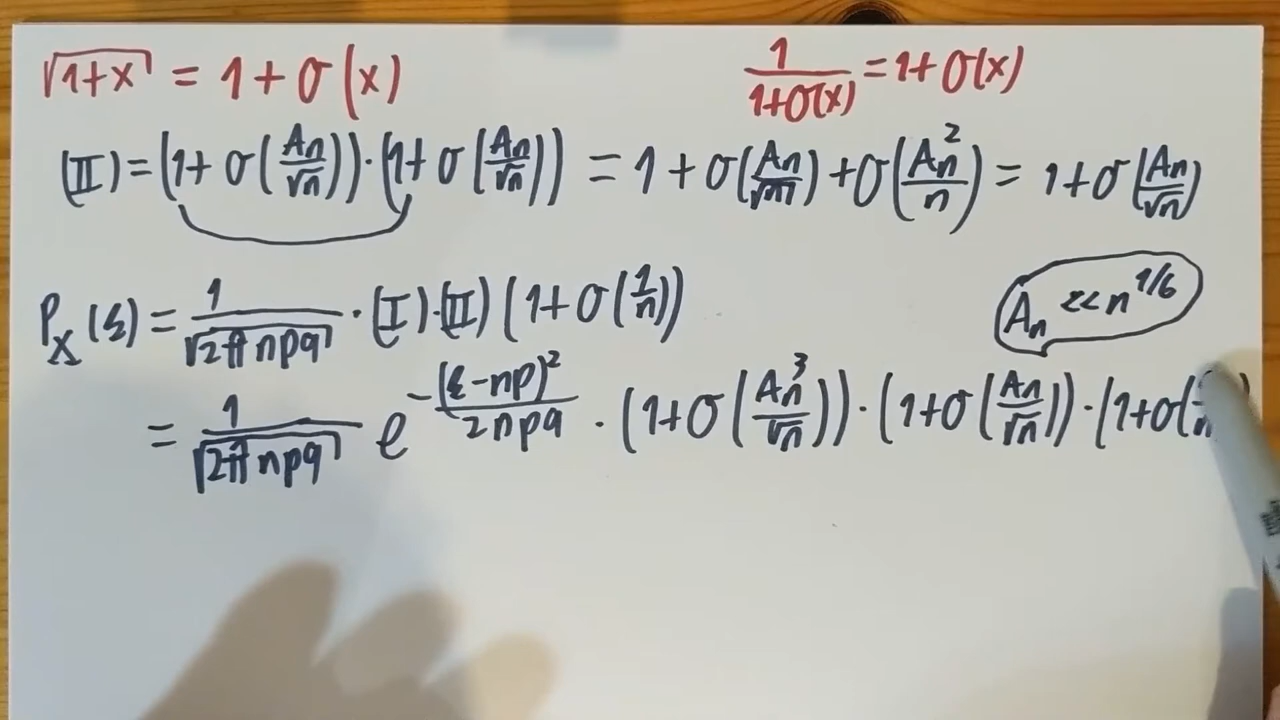 √(1+x) = 1+σ(x)    1/(1+σ(x)) = 1+σ(x)
(II) = (1+σ(An/√n))·(1+σ(An/√n)) = 1+σ(An/√n)+σ(An²/n) = 1+σ(An/√n)
P_X(k) = 1/√(2π npq) · (I)·(II) (1+σ(1/n))    An << n^1/6
= 1/√(2π npq) e^(-(k-np)²/(2npq)) · (1+σ(An³/√n)) · (1+σ(An/√n)) · (1+σ(